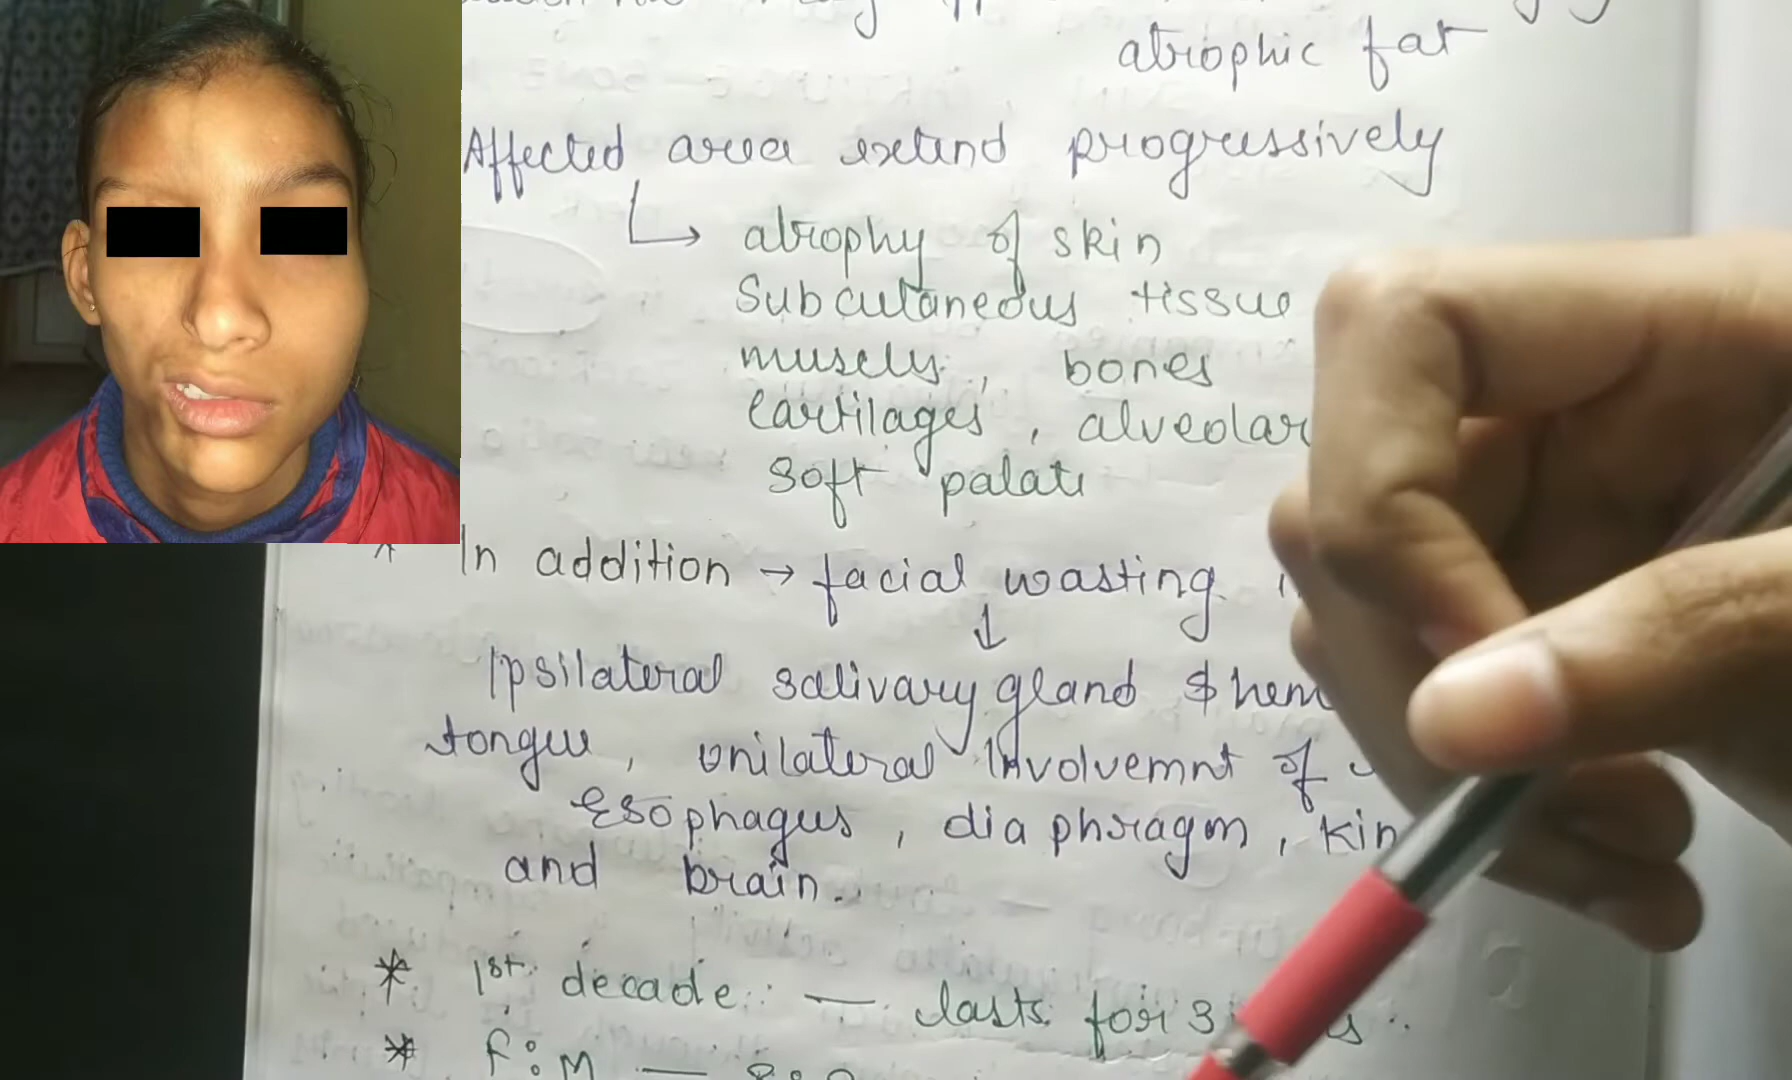 atrophic fat
Affected area extend progressively
↳ atrophy of skin
Subcutaneous tissue
muscly, bones
Cartilages, alveolar
Soft palate
* In addition → facial wasting
↓
Ipsilateral salivary gland &
tongue, unilateral Involvemnt of
Esophagus, diaphragm,
and brain.
* 1st decade — lasts for 3
* F:M —